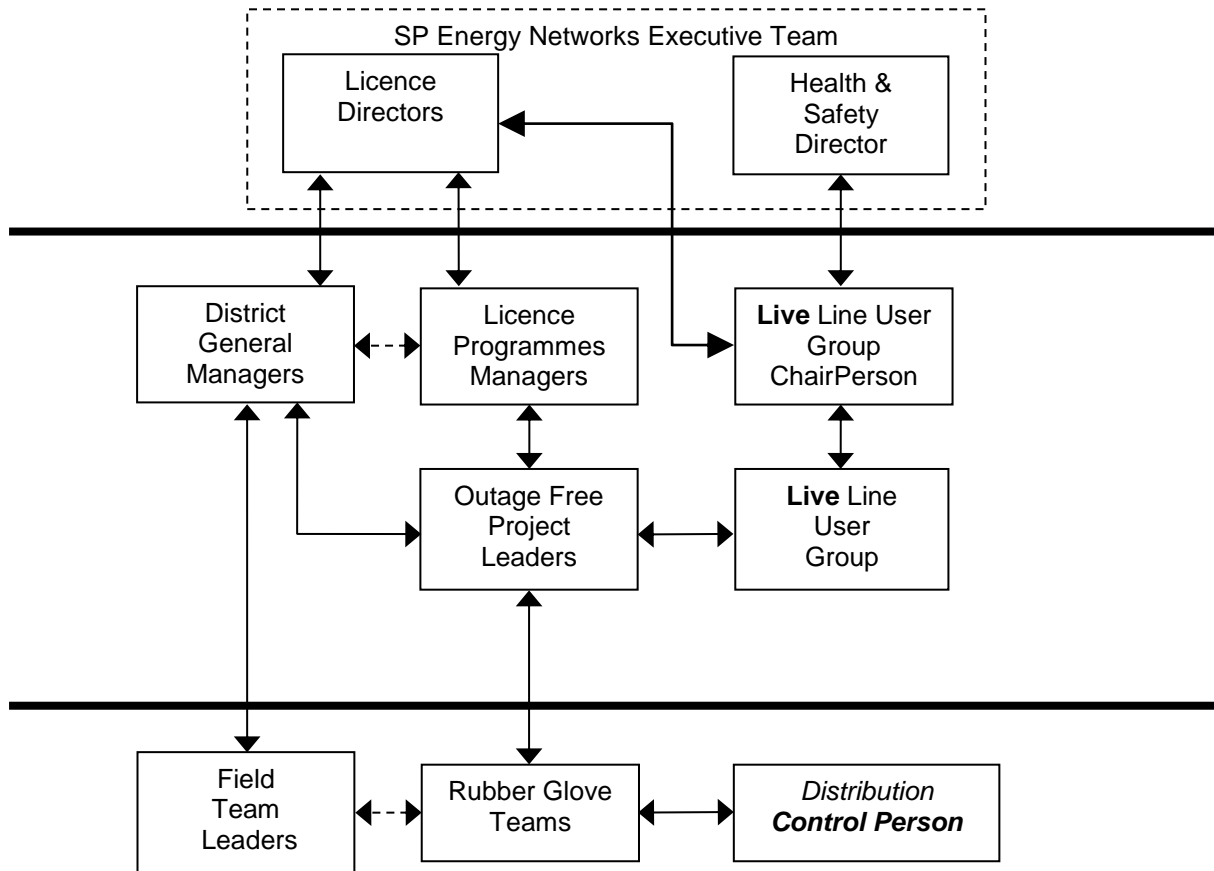 SP Energy Networks Executive Team
Licence
Directors
Health &
Safety
Director
District
General
Managers
Licence
Programmes
Managers
Live Line User
Group
ChairPerson
Outage Free
Project
Leaders
Live Line
User
Group
Field
Team
Leaders
Rubber Glove
Teams
Distribution
Control Person